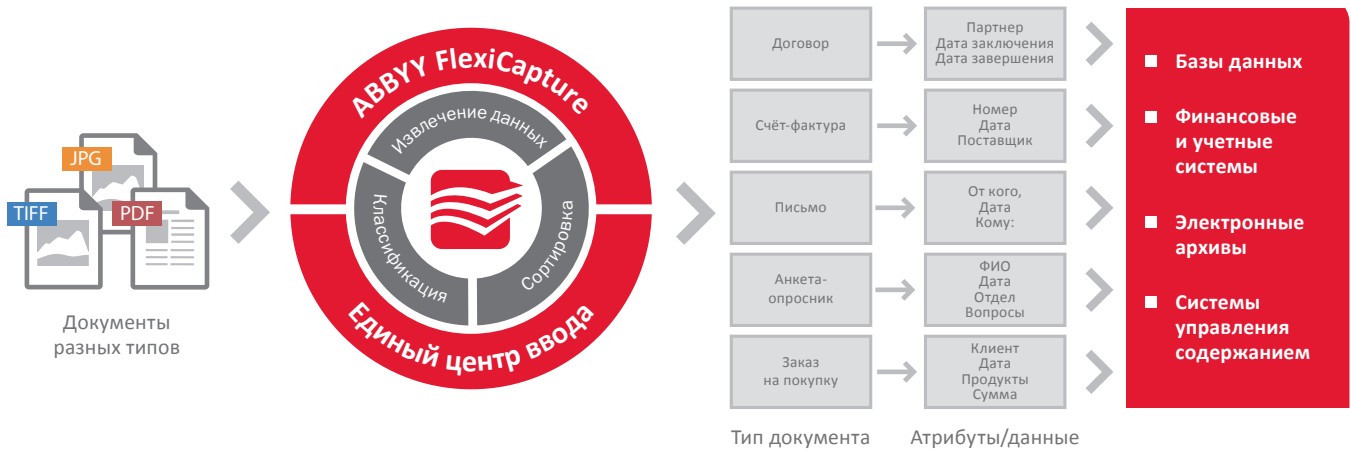 JPG
TIFF
PDF
Документы
разных типов
ABBYY FlexiCapture
Извлечение данных
Классификация
Сортировка
Единый центр ввода
Договор
Партнер
Дата заключения
Дата завершения
Счёт-фактура
Номер
Дата
Поставщик
Письмо
От кого,
Дата
Кому:
Анкета-
опросник
ФИО
Дата
Отдел
Вопросы
Заказ
на покупку
Клиент
Дата
Продукты
Сумма
Тип документа
Атрибуты/данные
Базы данных
Финансовые
и учетные
системы
Электронные
архивы
Системы
управления
содержанием